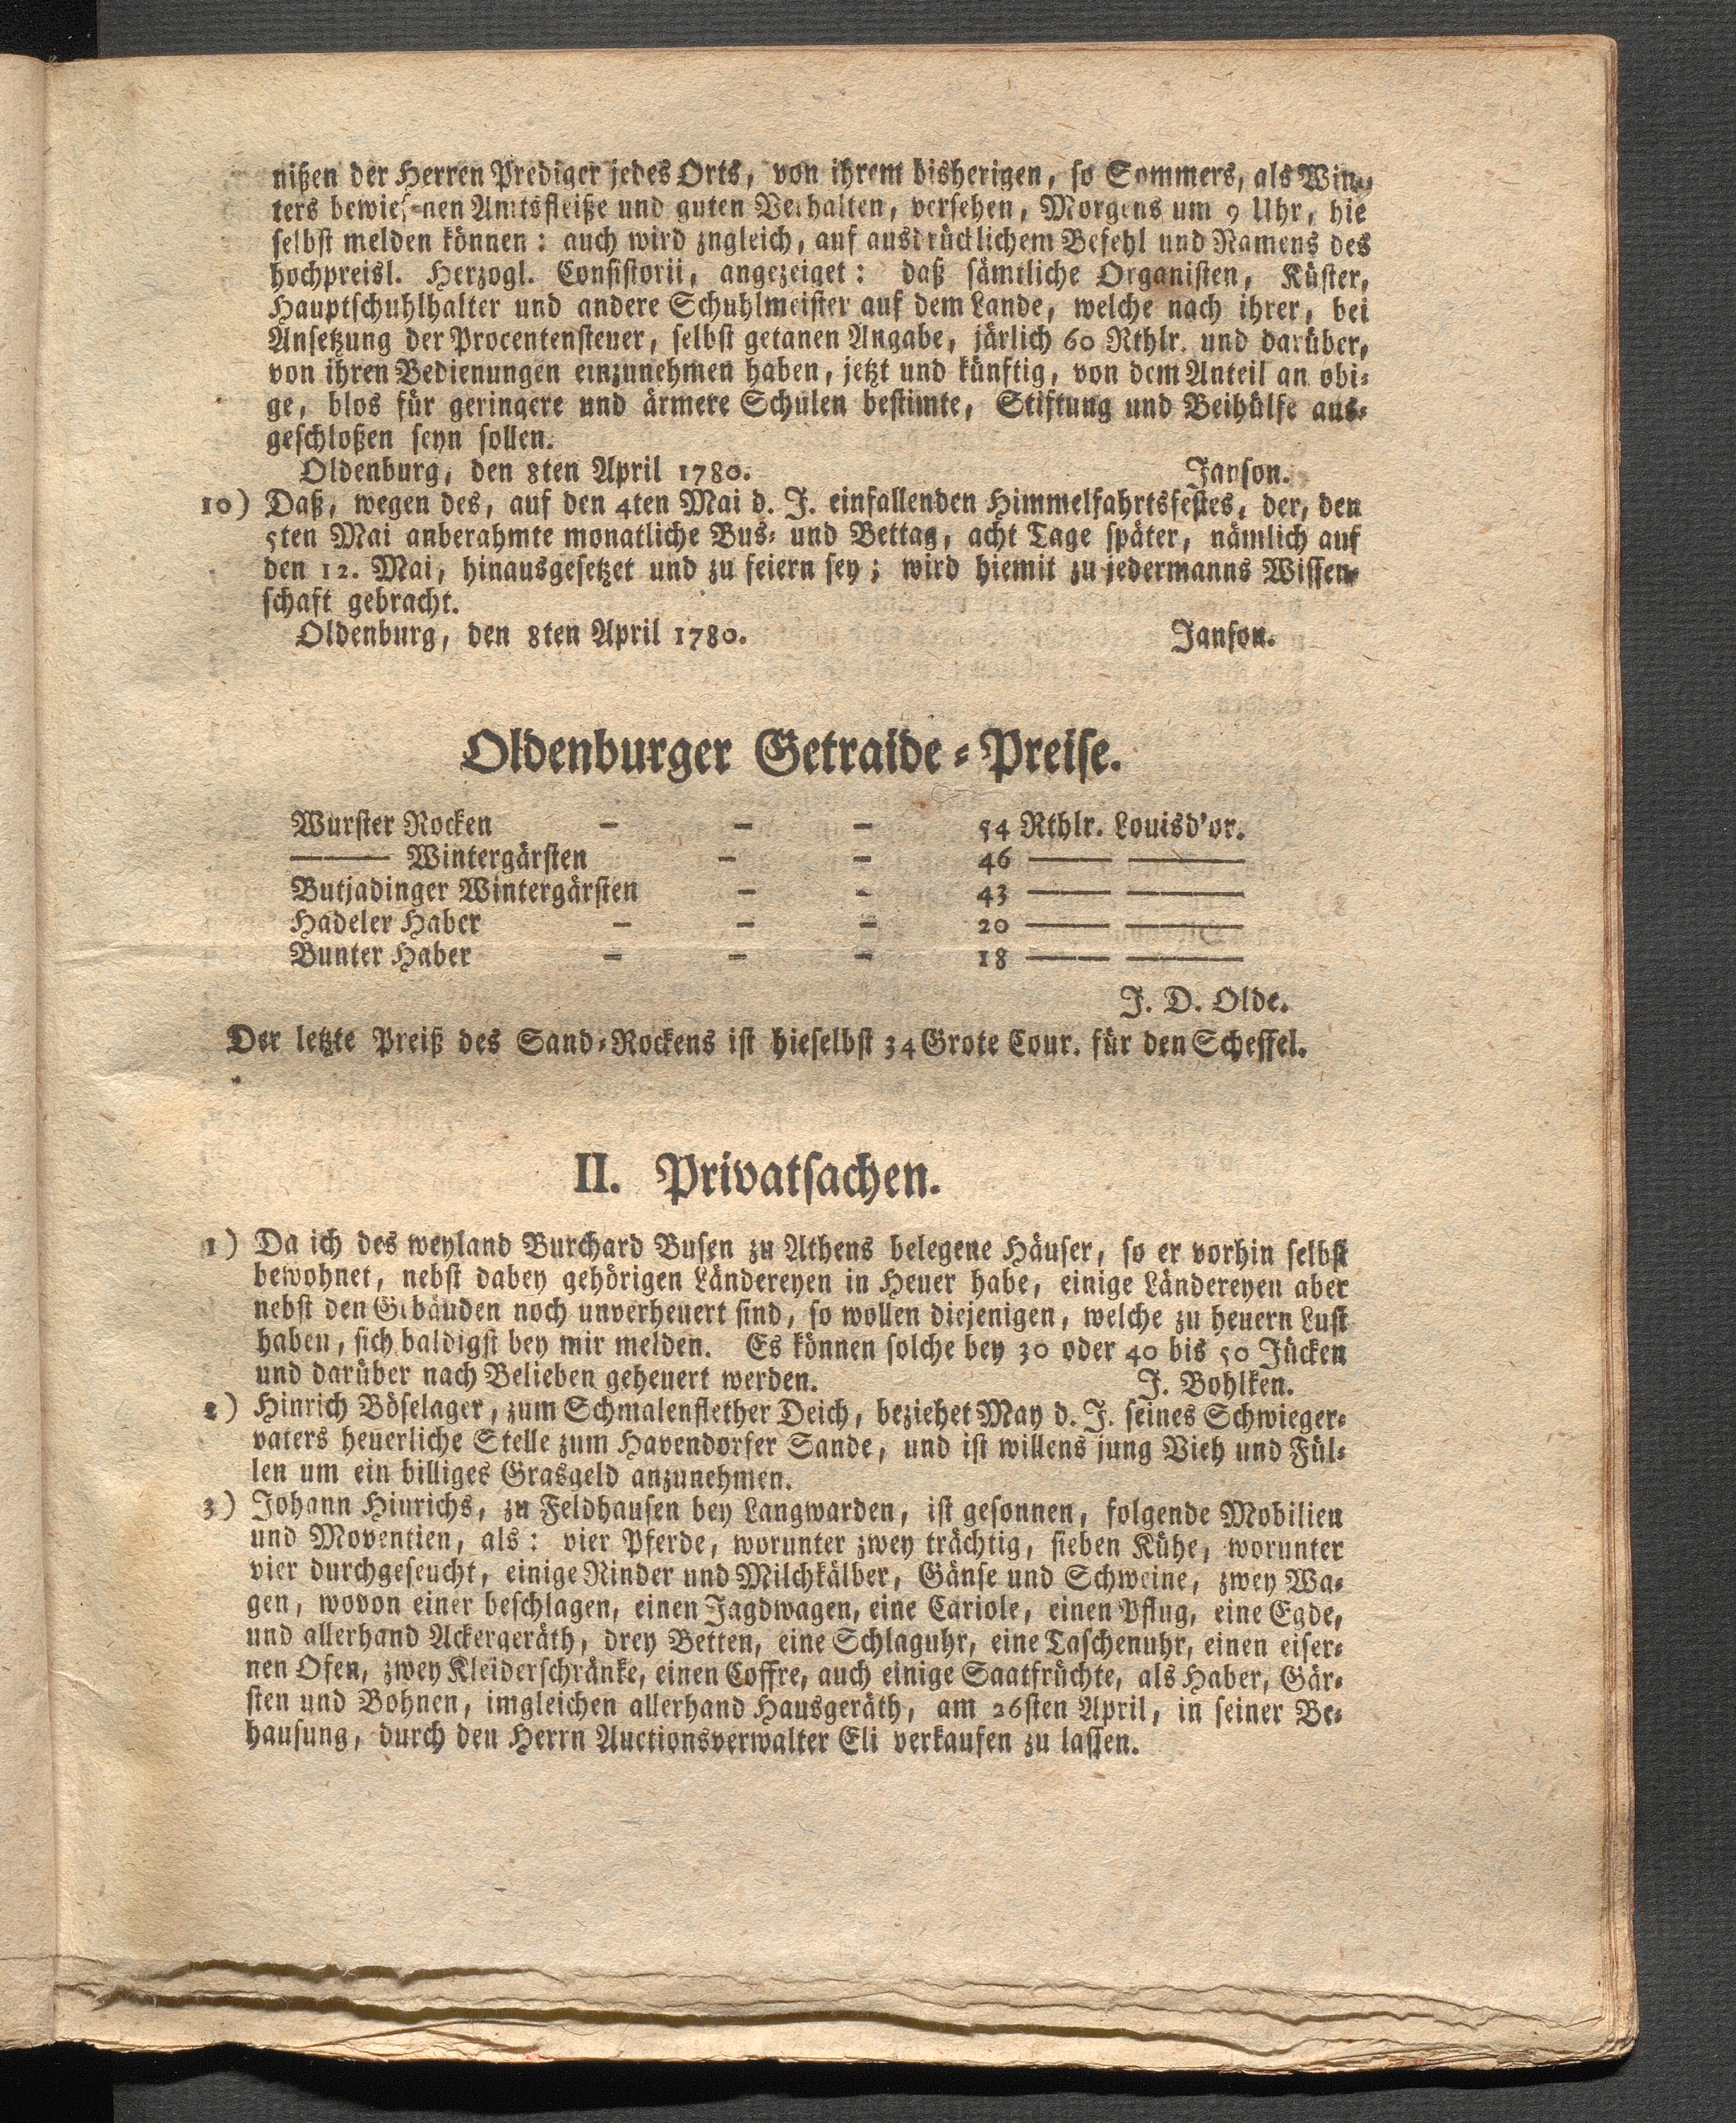 nißen der Herren Prediger jedes Orts, von ihrem bisherigen, so Sommers, als Win-
ters bewies-nen Amtsfleiße und guten Verhalten, versehen, Morgens um 9 Uhr, hie
selbst melden können: auch wird zngleich, auf ausdrücklichem Befehl und Namens des
hochpreisl. Herzogl. Consistorii, angezeiget: daß sämtliche Organisten, Küster,
Hauptschuhlhalter und andere Schuhlmeister auf dem Lande, welche nach ihrer, bei
Ansetzung der Procentensteuer, selbst getanen Angabe, järlich 60 Rthlr. und darüber,
von ihren Bedienungen einzunehmen haben, jetzt und künftig, von dem Anteil an obi-
ge, blos für geringere und ärmere Schulen bestimte, Stiftung und Beihülfe aus-
geschloßen seyn sollen.
Oldenburg, den 8ten April 1780. Janson.
10) Daß, wegen des, auf den 4ten Mai d. J. einfallenden Himmelfahrtsfestes, der, den
5ten Mai anberahmte monatliche Bus- und Bettag, acht Tage später, nämlich auf
den 12. Mai, hinausgesetzet und zu feiern sey; wird hiemit zu jedermanns Wissen-
schaft gebracht.
Oldenburg, den 8ten April 1780. Janson.
Oldenburger Getraide-Preise.
Wurster Rocken - - - 54 Rthlr. Louisd'or.
—— Wintergärsten - - 46 —— ——
Butjadinger Wintergärsten - - 43 —— ——
Hadeler Haber - - - 20 —— ——
Bunter Haber - - - 18 —— ——
J. D. Olde.
Der letzte Preiß des Sand-Rockens ist hieselbst 34 Grote Cour. für den Scheffel.
II. Privatsachen.
1) Da ich des weyland Burchard Busen zu Athens belegene Häuser, so er vorhin selbst
bewohnet, nebst dabey gehörigen Ländereyen in Heuer habe, einige Ländereyen aber
nebst den Gebäuden noch unverheuert sind, so wollen diejenigen, welche zu heuern Lust
haben, sich baldigst bey mir melden. Es können solche bey 30 oder 40 bis 50 Jücken
und darüber nach Belieben geheuert werden. J. Bohlken.
2) Hinrich Böselager, zum Schmalenflether Deich, beziehet May d. J. seines Schwieger-
vaters heuerliche Stelle zum Havendorfer Sande, und ist willens jung Vieh und Fül-
len um ein billiges Grasgeld anzunehmen.
3) Johann Hinrichs, zu Feldhausen bey Langwarden, ist gesonnen, folgende Mobilien
und Moventien, als: vier Pferde, worunter zwey trächtig, sieben Kühe, worunter
vier durchgeseucht, einige Rinder und Milchkälber, Gänse und Schweine, zwey Wa-
gen, wovon einer beschlagen, einen Jagdwagen, eine Cariole, einen Pflug, eine Egde,
und allerhand Ackergeräth, drey Betten, eine Schlaguhr, eine Taschenuhr, einen eiser-
nen Ofen, zwey Kleiderschränke, einen Coffre, auch einige Saatfrüchte, als Haber, Gär-
sten und Bohnen, imgleichen allerhand Hausgeräth, am 26sten April, in seiner Be-
hausung, durch den Herrn Auctionsverwalter Eli verkaufen zu lassen.